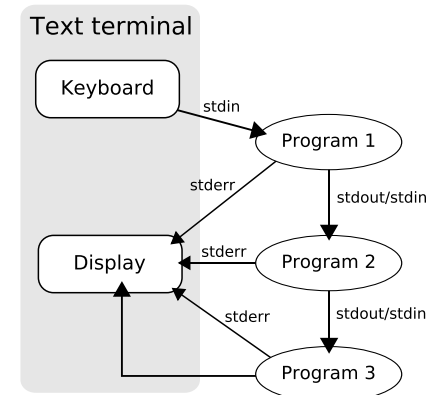 Text terminal
Keyboard
stdin
Program 1
stderr
stdout/stdin
Display
stderr
Program 2
stderr
stdout/stdin
Program 3